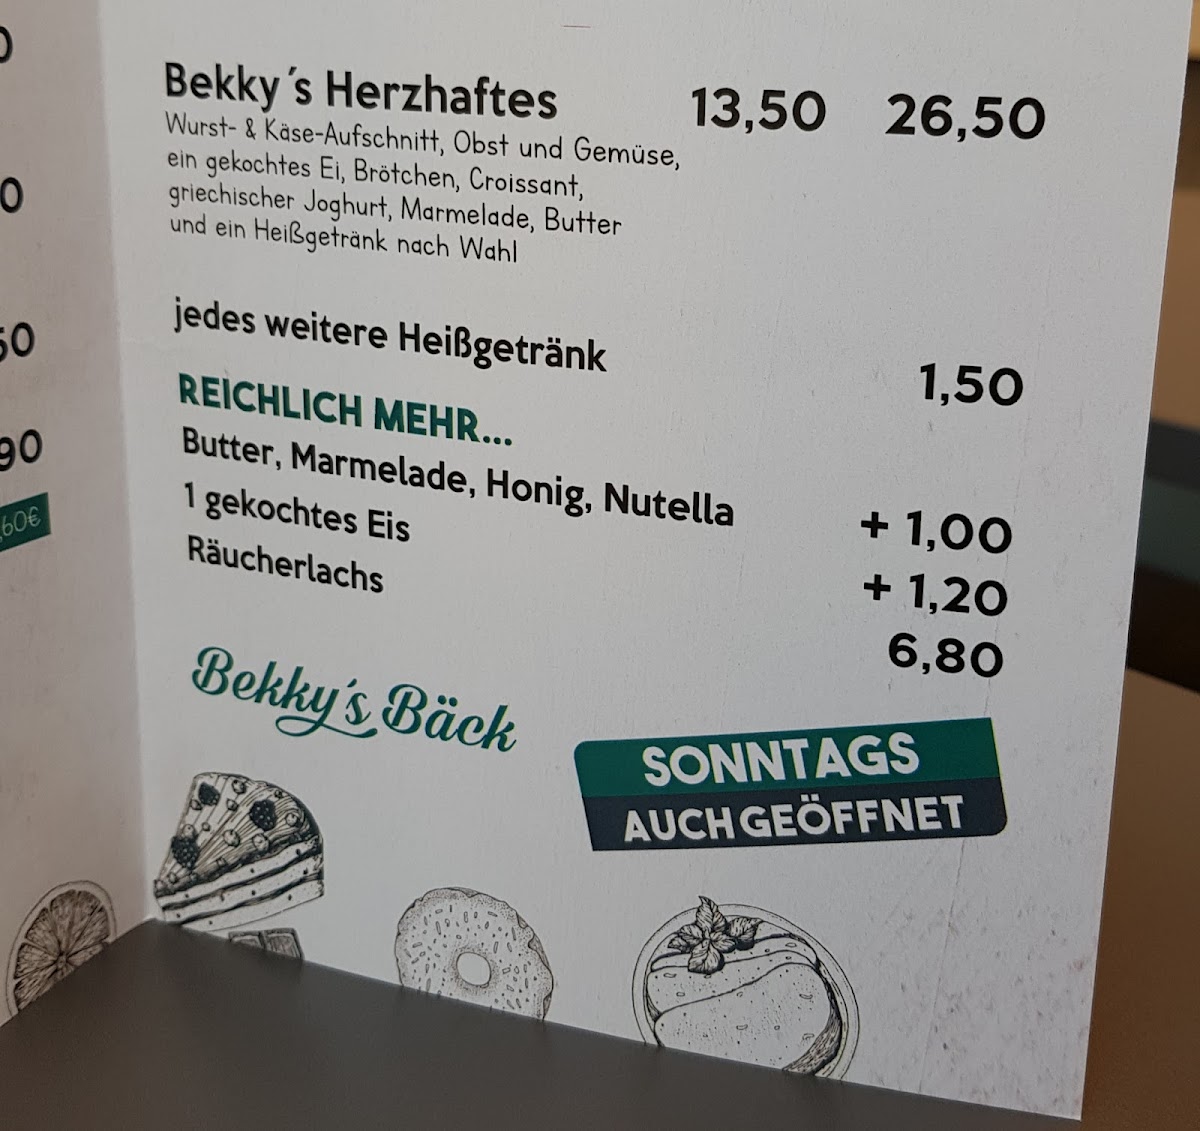 Bekky´s Herzhaftes 13,50 26,50
Wurst- & Käse-Aufschnitt, Obst und Gemüse,
ein gekochtes Ei, Brötchen, Croissant,
griechischer Joghurt, Marmelade, Butter
und ein Heißgetränk nach Wahl
jedes weitere Heißgetränk 1,50
REICHLICH MEHR...
Butter, Marmelade, Honig, Nutella + 1,00
1 gekochtes Eis + 1,20
Räucherlachs 6,80
Bekky's Bäck
SONNTAGS
AUCH GEÖFFNET